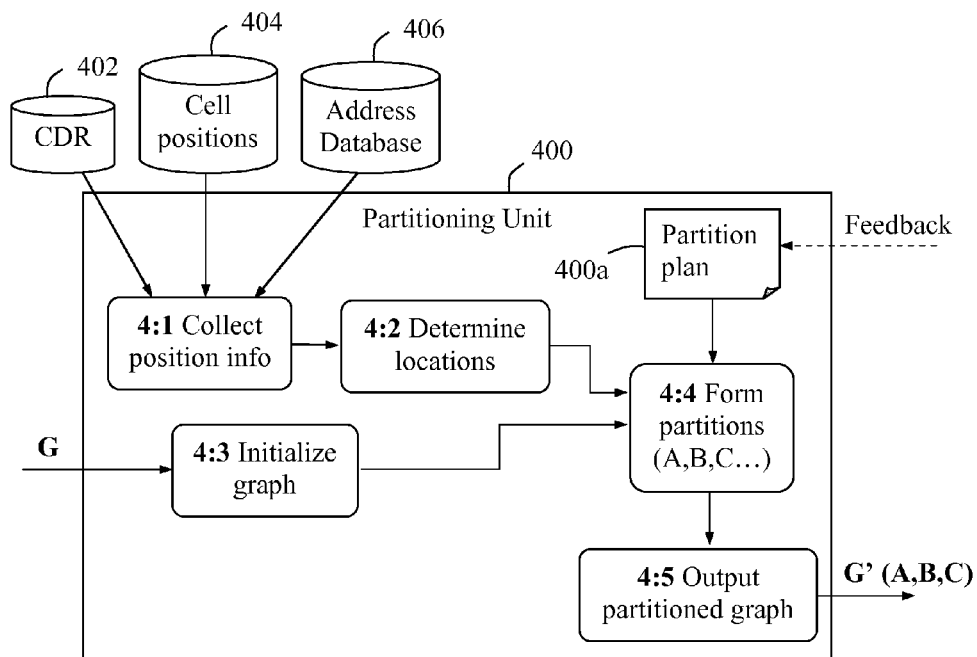 402
404
406
CDR
Cell
positions
Address
Database
400
Partitioning Unit
400a
Partition
plan
Feedback
4:1 Collect
position info
4:2 Determine
locations
4:3 Initialize
graph
G
4:4 Form
partitions
(A,B,C...)
4:5 Output
partitioned graph
G' (A,B,C)